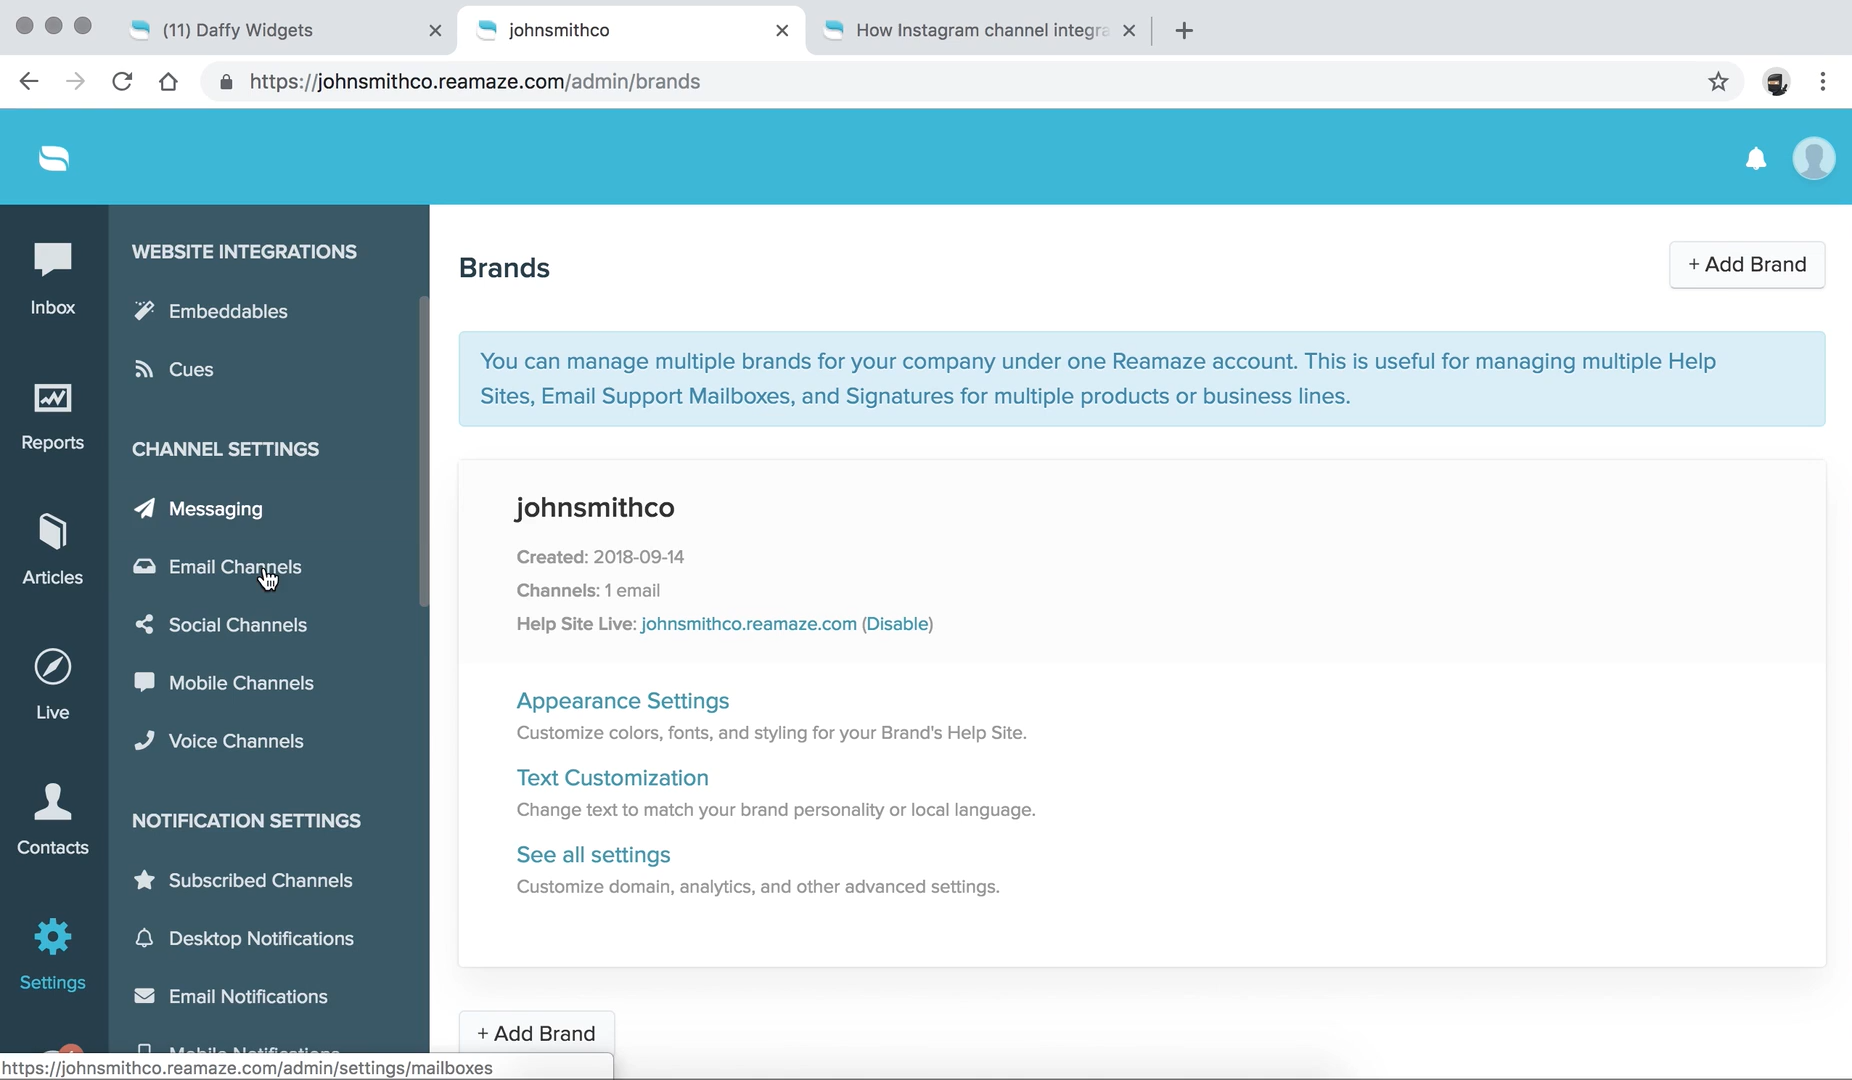 (11) Daffy Widgets
johnsmithco
How Instagram channel integra
https://johnsmithco.reamaze.com/admin/brands
Inbox
Reports
Articles
Live
Contacts
Settings
WEBSITE INTEGRATIONS
Embeddables
Cues
CHANNEL SETTINGS
Messaging
Email Channels
Social Channels
Mobile Channels
Voice Channels
NOTIFICATION SETTINGS
Subscribed Channels
Desktop Notifications
Email Notifications
Mobile Notifications
Brands
+ Add Brand
You can manage multiple brands for your company under one Reamaze account. This is useful for managing multiple Help
Sites, Email Support Mailboxes, and Signatures for multiple products or business lines.
johnsmithco
Created: 2018-09-14
Channels: 1 email
Help Site Live: johnsmithco.reamaze.com (Disable)
Appearance Settings
Customize colors, fonts, and styling for your Brand's Help Site.
Text Customization
Change text to match your brand personality or local language.
See all settings
Customize domain, analytics, and other advanced settings.
+ Add Brand
https://johnsmithco.reamaze.com/admin/settings/mailboxes